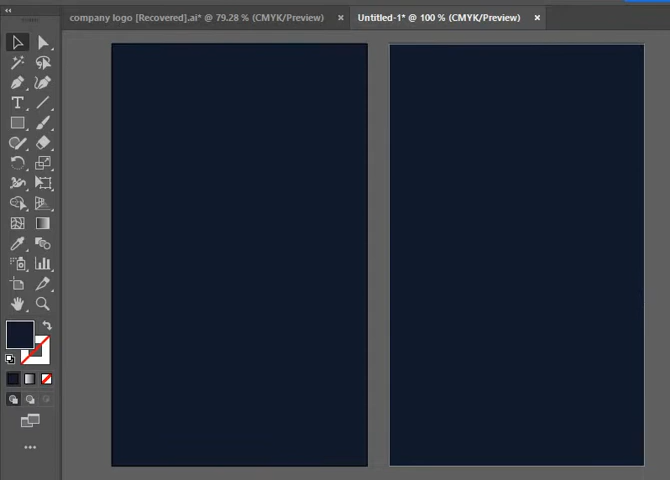 company logo [Recovered].ai* @ 79.28 % (CMYK/Preview)
Untitled-1* @ 100 % (CMYK/Preview)